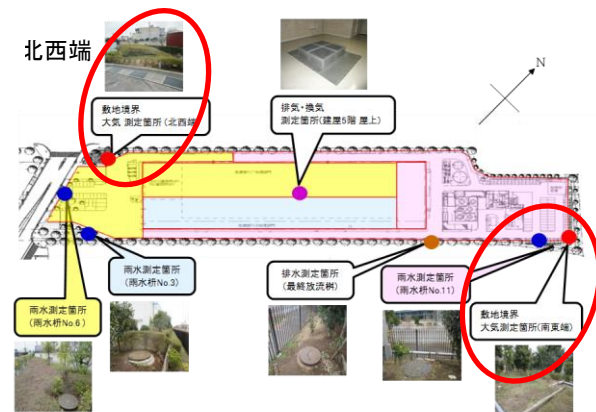 北西端
N
敷地境界
大気 測定箇所(北西端
排気・換気
測定箇所(建屋5階 屋上)
雨水測定箇所
(雨水枡No.3)
排水測定箇所
(最終放流桝)
雨水測定箇所
(雨水枡No.11)
雨水測定箇所
(雨水枡No.6)
敷地境界
大気測定箇所(南東端)